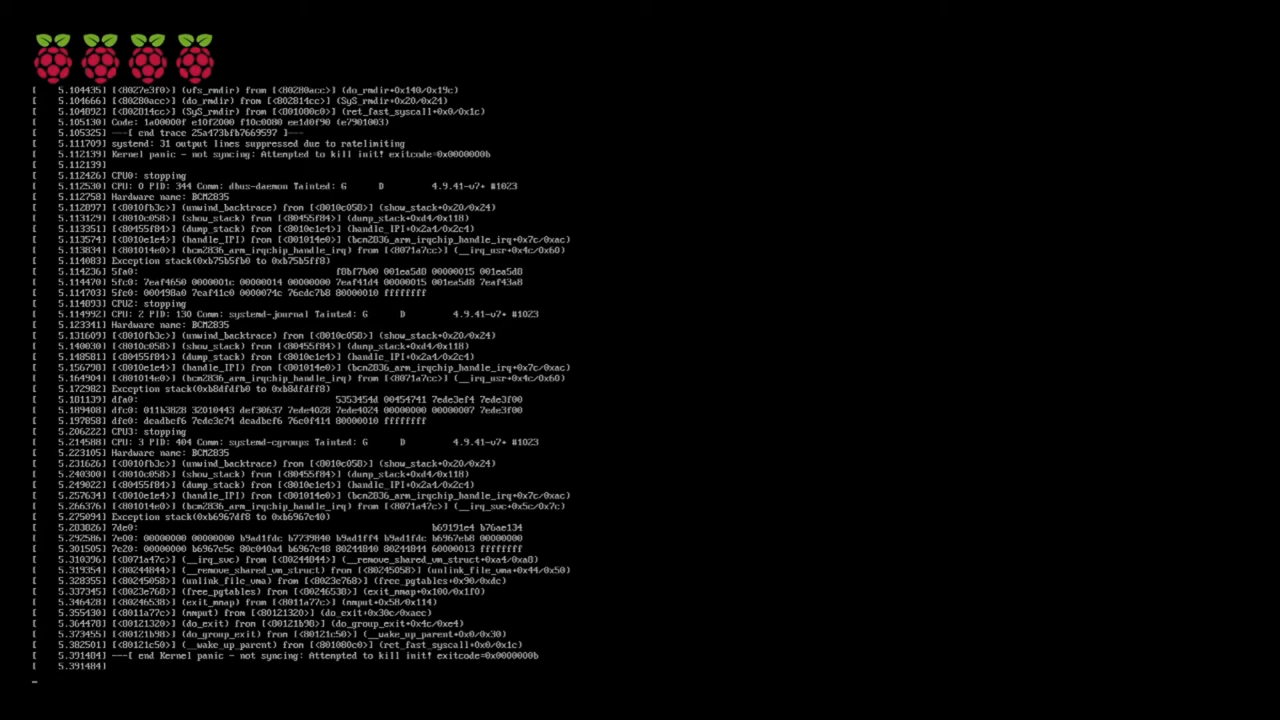 [    5.104435] [<8027e3f0>] (vfs_rmdir) from [<80280acc>] (do_rmdir+0x140/0x19c)
[    5.104666] [<80280acc>] (do_rmdir) from [<802814cc>] (SyS_rmdir+0x20/0x24)
[    5.104892] [<802814cc>] (SyS_rmdir) from [<801080c0>] (ret_fast_syscall+0x0/0x1c)
[    5.105130] Code: 1a00000f e10f2000 f10c0080 ee1d0f90 (e7901003)
[    5.105325] ---[ end trace 25a473bfb7669597 ]---
[    5.111709] systemd: 31 output lines suppressed due to ratelimiting
[    5.112139] Kernel panic - not syncing: Attempted to kill init! exitcode=0x0000000b
[    5.112139]
[    5.112426] CPU0: stopping
[    5.112530] CPU: 0 PID: 344 Comm: dbus-daemon Tainted: G      D         4.9.41-v7+ #1023
[    5.112758] Hardware name: BCM2835
[    5.112897] [<8010fb3c>] (unwind_backtrace) from [<8010c058>] (show_stack+0x20/0x24)
[    5.113129] [<8010c058>] (show_stack) from [<80455f84>] (dump_stack+0xd4/0x118)
[    5.113351] [<80455f84>] (dump_stack) from [<8010e1e4>] (handle_IPI+0x2a4/0x2c4)
[    5.113574] [<8010e1e4>] (handle_IPI) from [<801014e0>] (bcm2836_arm_irqchip_handle_irq+0x7c/0xac)
[    5.113834] [<801014e0>] (bcm2836_arm_irqchip_handle_irq) from [<8071a7cc>] (__irq_usr+0x4c/0x60)
[    5.114083] Exception stack(0xb75b5fb0 to 0xb75b5ff8)
[    5.114236] 5fa0:                                     f8bf7b00 001ea5d8 00000015 001ea5d8
[    5.114470] 5fc0: 7eaf4650 0000001c 00000014 00000000 7eaf41d4 00000015 001ea5d8 7eaf43a8
[    5.114703] 5fe0: 000498a0 7eaf41c0 0000074c 76edc7b8 80000010 ffffffff
[    5.114893] CPU2: stopping
[    5.114992] CPU: 2 PID: 130 Comm: systemd-journal Tainted: G      D         4.9.41-v7+ #1023
[    5.123341] Hardware name: BCM2835
[    5.131609] [<8010fb3c>] (unwind_backtrace) from [<8010c058>] (show_stack+0x20/0x24)
[    5.140030] [<8010c058>] (show_stack) from [<80455f84>] (dump_stack+0xd4/0x118)
[    5.148581] [<80455f84>] (dump_stack) from [<8010e1e4>] (handle_IPI+0x2a4/0x2c4)
[    5.156798] [<8010e1e4>] (handle_IPI) from [<801014e0>] (bcm2836_arm_irqchip_handle_irq+0x7c/0xac)
[    5.164904] [<801014e0>] (bcm2836_arm_irqchip_handle_irq) from [<8071a7cc>] (__irq_usr+0x4c/0x60)
[    5.172982] Exception stack(0xb8dfdfb0 to 0xb8dfdff8)
[    5.181139] dfa0:                                     5353454d 00454741 7ede3ef4 7ede3f00
[    5.189408] dfc0: 011b3828 32010443 def30637 7ede4028 7ede4024 00000000 00000007 7ede3f00
[    5.197858] dfe0: deadbef6 7ede3e74 deadbef6 76e0f414 80000010 ffffffff
[    5.206222] CPU3: stopping
[    5.214588] CPU: 3 PID: 404 Comm: systemd-cgroups Tainted: G      D         4.9.41-v7+ #1023
[    5.223105] Hardware name: BCM2835
[    5.231626] [<8010fb3c>] (unwind_backtrace) from [<8010c058>] (show_stack+0x20/0x24)
[    5.240300] [<8010c058>] (show_stack) from [<80455f84>] (dump_stack+0xd4/0x118)
[    5.249022] [<80455f84>] (dump_stack) from [<8010e1e4>] (handle_IPI+0x2a4/0x2c4)
[    5.257634] [<8010e1e4>] (handle_IPI) from [<801014e0>] (bcm2836_arm_irqchip_handle_irq+0x7c/0xac)
[    5.266376] [<801014e0>] (bcm2836_arm_irqchip_handle_irq) from [<8071a47c>] (__irq_svc+0x5c/0x7c)
[    5.275094] Exception stack(0xb6967df8 to 0xb6967e40)
[    5.283826] 7de0:                                                       b69191e4 b76ae134
[    5.292586] 7e00: 00000000 00000000 b9ad1fdc b7739840 b9ad1ff4 b9ad1fdc b6967eb8 00000000
[    5.301505] 7e20: 00000000 b6967e5c 80c040a4 b6967e48 80244840 80244844 60000013 ffffffff
[    5.310396] [<8071a47c>] (__irq_svc) from [<80244844>] (__remove_shared_vm_struct+0xa4/0xa8)
[    5.319354] [<80244844>] (__remove_shared_vm_struct) from [<80245058>] (unlink_file_vma+0x44/0x50)
[    5.328355] [<80245058>] (unlink_file_vma) from [<8023e768>] (free_pgtables+0x90/0xdc)
[    5.337345] [<8023e768>] (free_pgtables) from [<80246538>] (exit_mmap+0x100/0x1f0)
[    5.346428] [<80246538>] (exit_mmap) from [<8011a77c>] (mmput+0x58/0x114)
[    5.355430] [<8011a77c>] (mmput) from [<80121320>] (do_exit+0x30c/0xacc)
[    5.364478] [<80121320>] (do_exit) from [<80121b98>] (do_group_exit+0x4c/0xe4)
[    5.373455] [<80121b98>] (do_group_exit) from [<80121c50>] (__wake_up_parent+0x0/0x30)
[    5.382501] [<80121c50>] (__wake_up_parent) from [<801080c0>] (ret_fast_syscall+0x0/0x1c)
[    5.391484] ---[ end Kernel panic - not syncing: Attempted to kill init! exitcode=0x0000000b
[    5.391484]
_